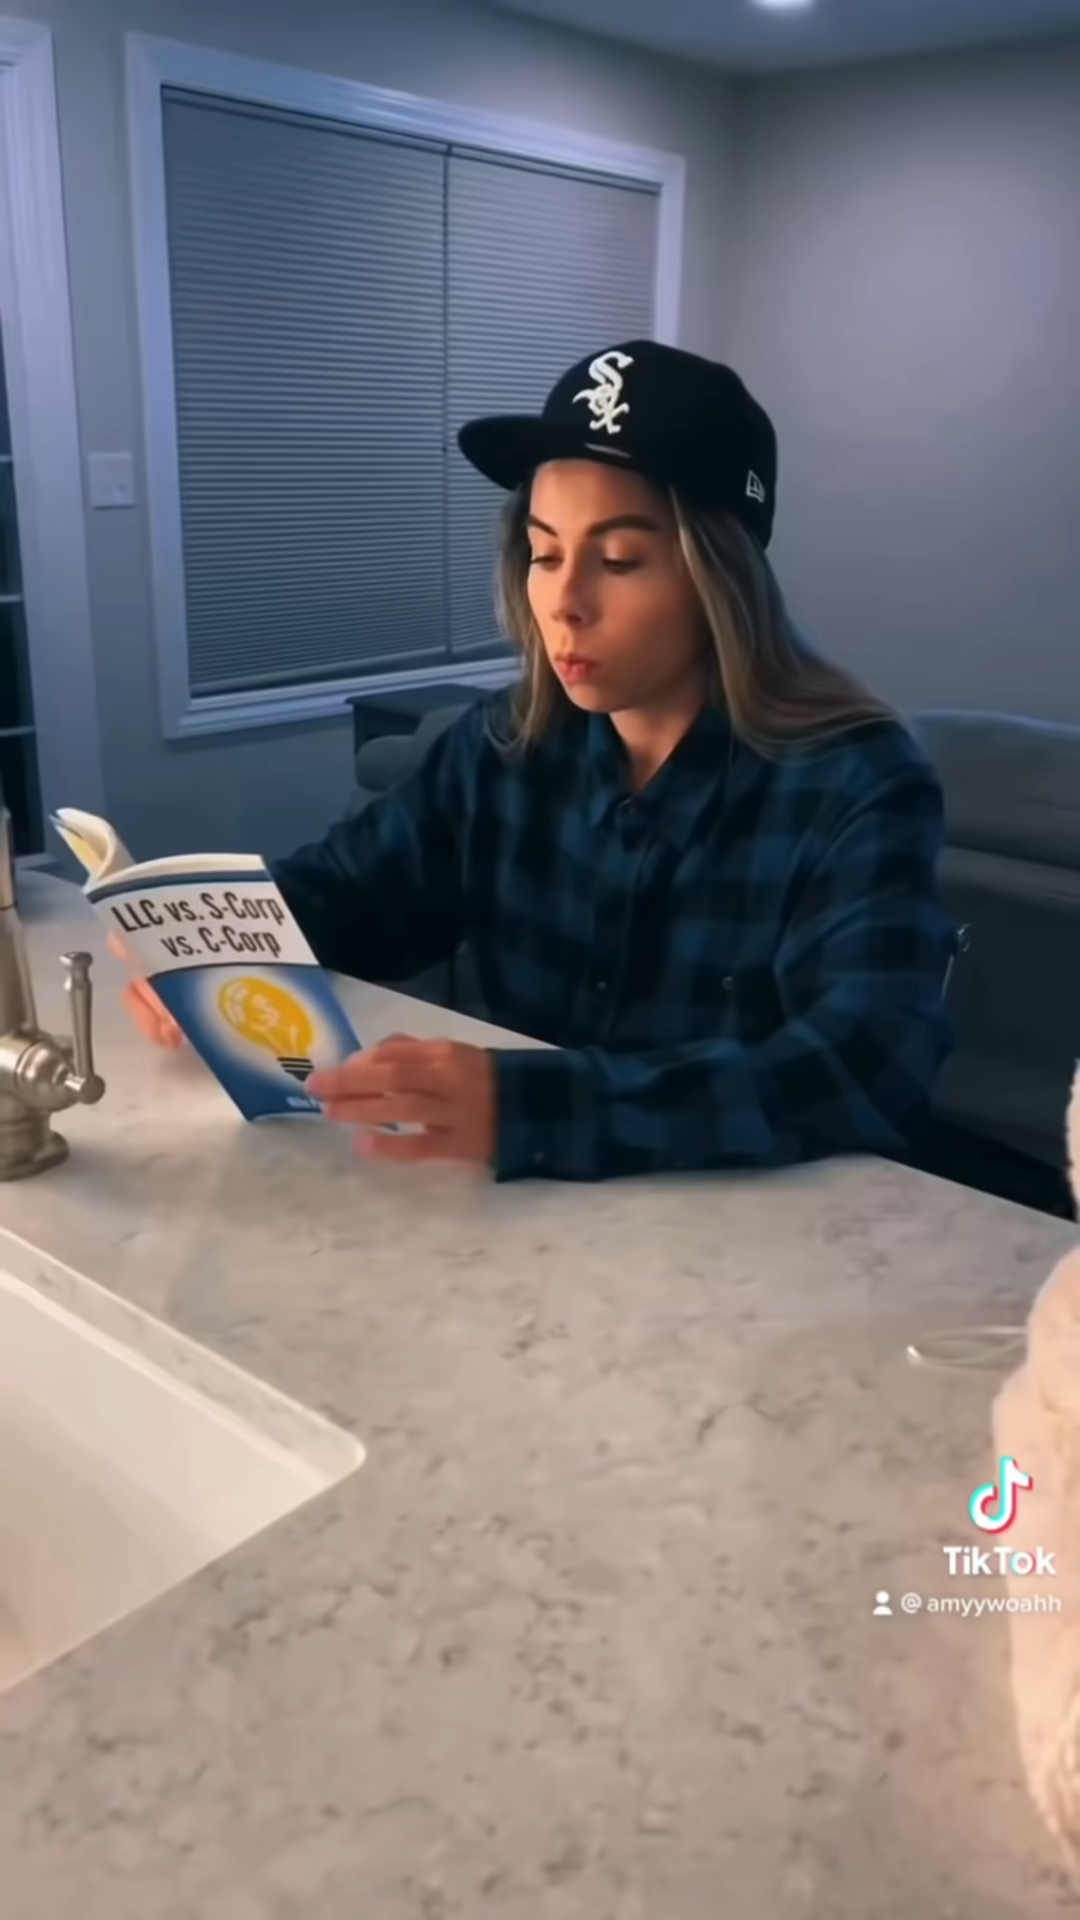 Sox
LLC vs. S-Corp
vs. C-Corp
TikTok
@amyywoahh